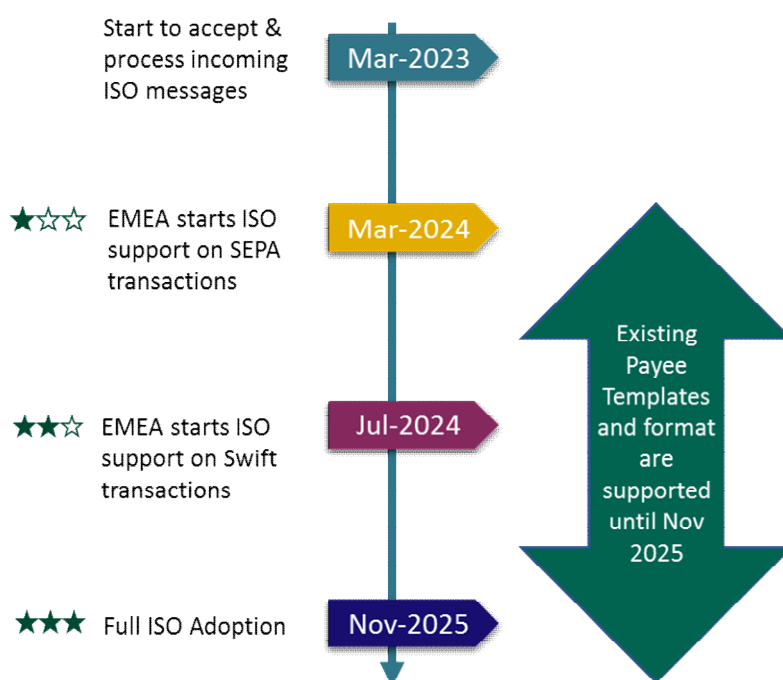 Start to accept &
process incoming
ISO messages
Mar-2023
EMEA starts ISO
support on SEPA
transactions
Mar-2024
EMEA starts ISO
support on Swift
transactions
Jul-2024
Full ISO Adoption
Nov-2025
Existing
Payee
Templates
and format
are
supported
until Nov
2025